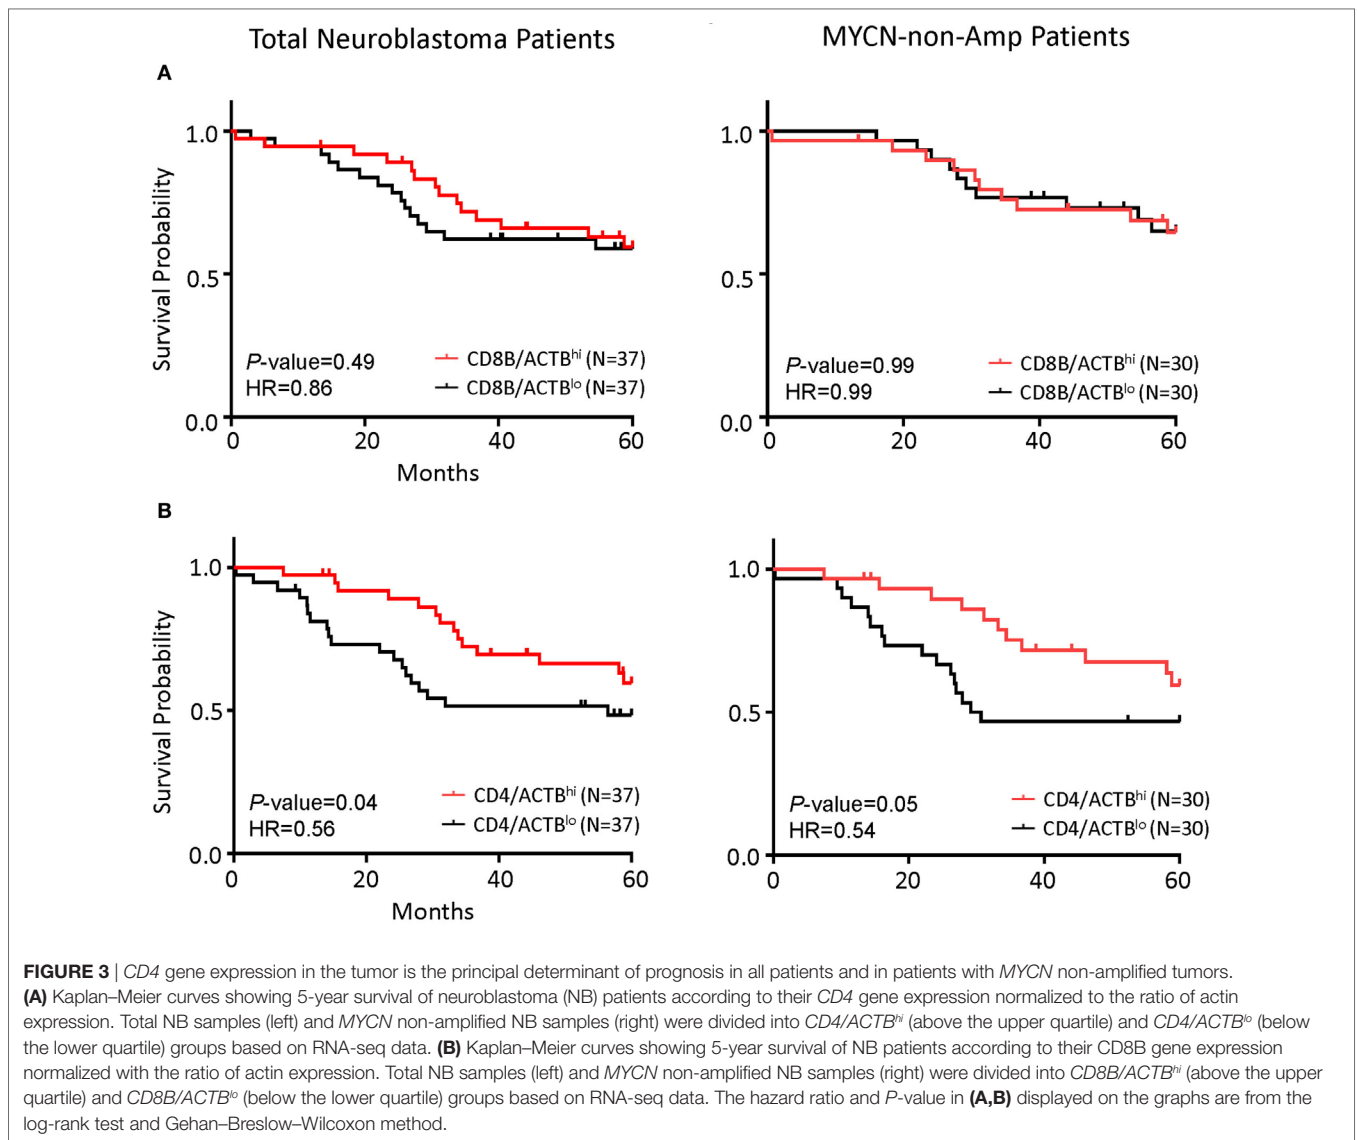 Total Neuroblastoma Patients
MYCN-non-Amp Patients
A
Survival Probability
1.0
0.5
0.0
P-value=0.49
HR=0.86
CD8B/ACTBhi (N=37)
CD8B/ACTBlo (N=37)
0 20 40 60
Months
1.0
0.5
0.0
P-value=0.99
HR=0.99
CD8B/ACTBhi (N=30)
CD8B/ACTBlo (N=30)
0 20 40 60
B
Survival Probability
1.0
0.5
0.0
P-value=0.04
HR=0.56
CD4/ACTBhi (N=37)
CD4/ACTBlo (N=37)
0 20 40 60
Months
1.0
0.5
0.0
P-value=0.05
HR=0.54
CD4/ACTBhi (N=30)
CD4/ACTBlo (N=30)
0 20 40 60
FIGURE 3 | CD4 gene expression in the tumor is the principal determinant of prognosis in all patients and in patients with MYCN non-amplified tumors.
(A) Kaplan–Meier curves showing 5-year survival of neuroblastoma (NB) patients according to their CD4 gene expression normalized to the ratio of actin
expression. Total NB samples (left) and MYCN non-amplified NB samples (right) were divided into CD4/ACTBhi (above the upper quartile) and CD4/ACTBlo (below
the lower quartile) groups based on RNA-seq data. (B) Kaplan–Meier curves showing 5-year survival of NB patients according to their CD8B gene expression
normalized with the ratio of actin expression. Total NB samples (left) and MYCN non-amplified NB samples (right) were divided into CD8B/ACTBhi (above the upper
quartile) and CD8B/ACTBlo (below the lower quartile) groups based on RNA-seq data. The hazard ratio and P-value in (A,B) displayed on the graphs are from the
log-rank test and Gehan–Breslow–Wilcoxon method.